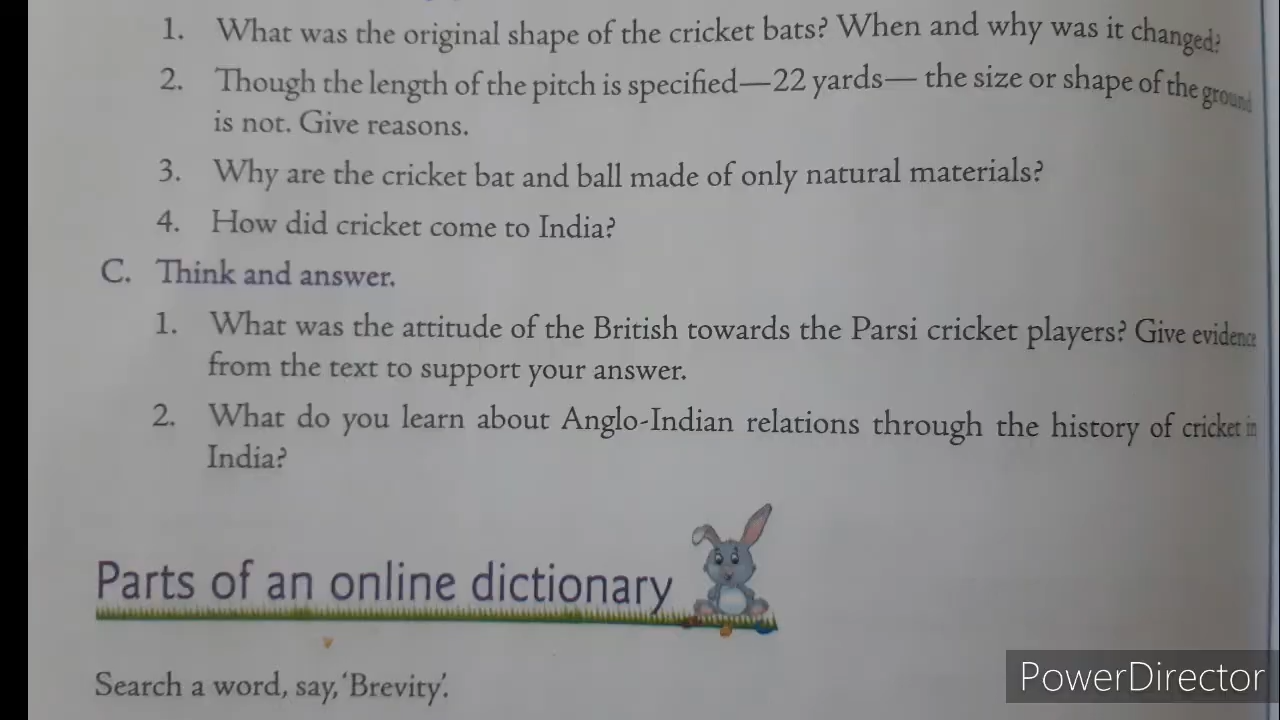 1. What was the original shape of the cricket bats? When and why was it changed?
2. Though the length of the pitch is specified—22 yards— the size or shape of the ground
is not. Give reasons.
3. Why are the cricket bat and ball made of only natural materials?
4. How did cricket come to India?
C. Think and answer.
1. What was the attitude of the British towards the Parsi cricket players? Give evidence
from the text to support your answer.
2. What do you learn about Anglo-Indian relations through the history of cricket in
India?
Parts of an online dictionary
Search a word, say, 'Brevity'.
PowerDirector